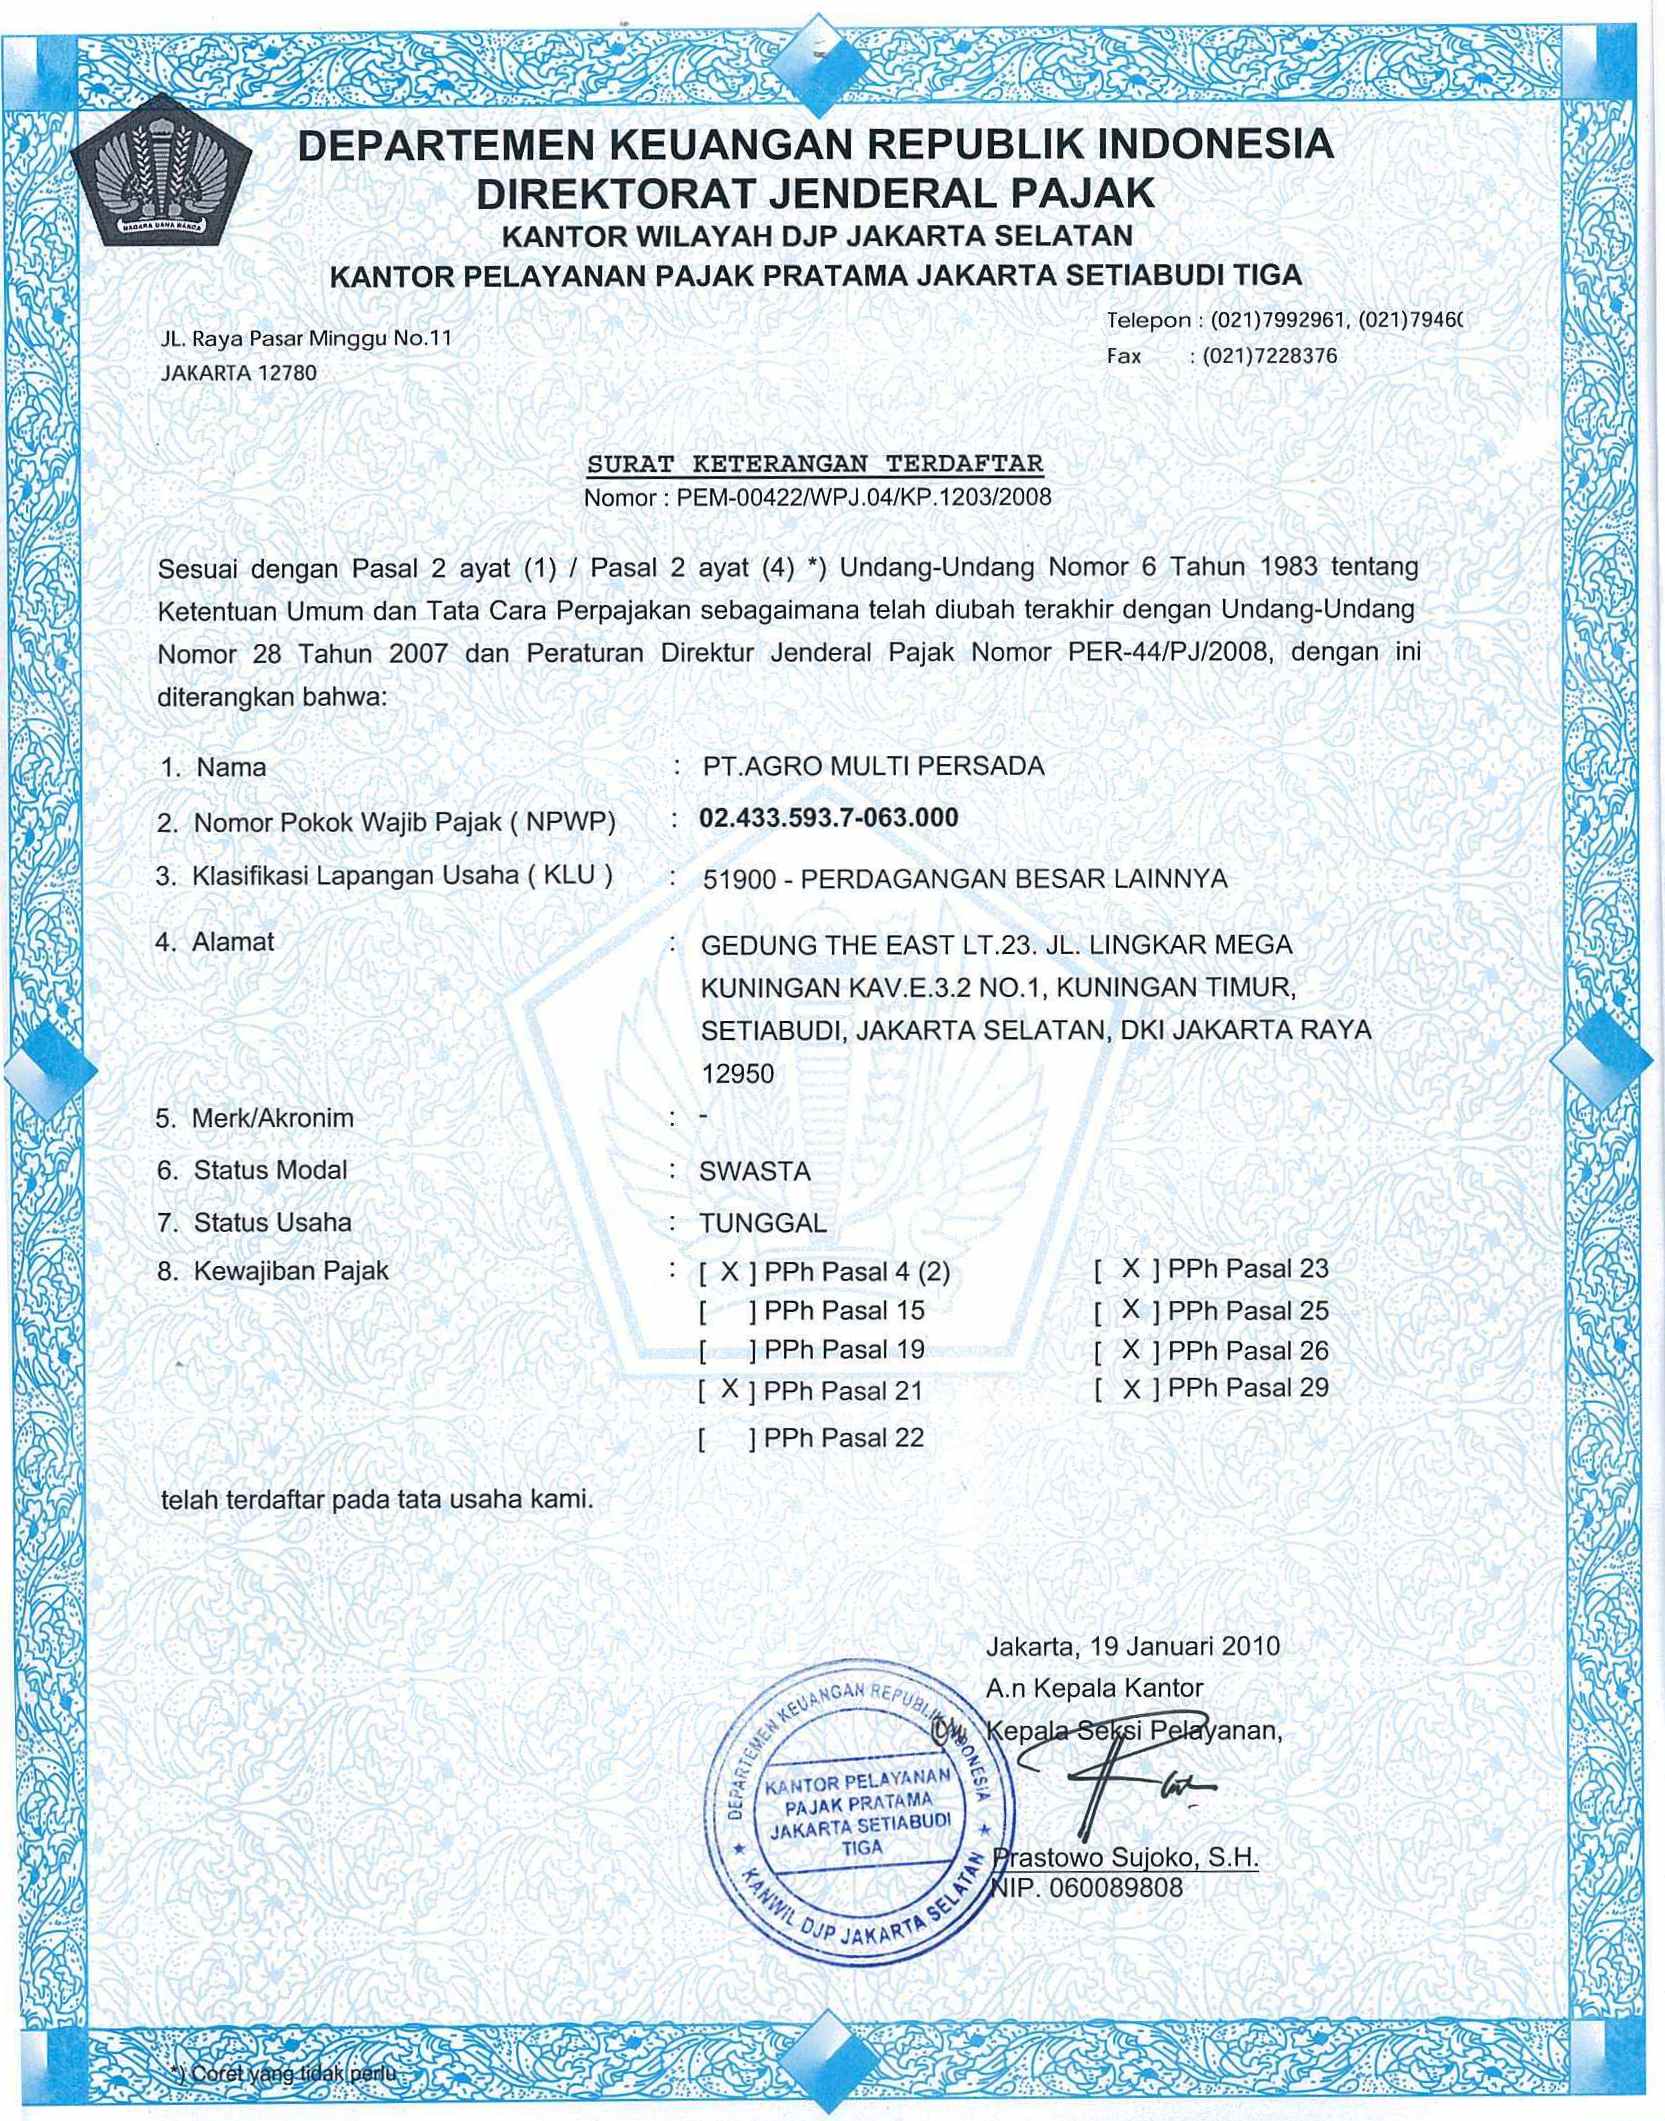 DEPARTEMEN KEUANGAN REPUBLIK INDONESIA
DIREKTORAT JENDERAL PAJAK
KANTOR WILAYAH DJP JAKARTA SELATAN
KANTOR PELAYANAN PAJAK PRATAMA JAKARTA SETIABUDI TIGA
NAGARA DANA RAKCA
JL. Raya Pasar Minggu No.11
JAKARTA 12780
Telepon : (021)7992961, (021)7946
Fax : (021)7228376
SURAT KETERANGAN TERDAFTAR
Nomor : PEM-00422/WPJ.04/KP.1203/2008
Sesuai dengan Pasal 2 ayat (1) / Pasal 2 ayat (4) *) Undang-Undang Nomor 6 Tahun 1983 tentang
Ketentuan Umum dan Tata Cara Perpajakan sebagaimana telah diubah terakhir dengan Undang-Undang
Nomor 28 Tahun 2007 dan Peraturan Direktur Jenderal Pajak Nomor PER-44/PJ/2008, dengan ini
diterangkan bahwa:
1. Nama : PT.AGRO MULTI PERSADA
2. Nomor Pokok Wajib Pajak ( NPWP) : 02.433.593.7-063.000
3. Klasifikasi Lapangan Usaha ( KLU ) : 51900 - PERDAGANGAN BESAR LAINNYA
4. Alamat : GEDUNG THE EAST LT.23. JL. LINGKAR MEGA
KUNINGAN KAV.E.3.2 NO.1, KUNINGAN TIMUR,
SETIABUDI, JAKARTA SELATAN, DKI JAKARTA RAYA
12950
5. Merk/Akronim : -
6. Status Modal : SWASTA
7. Status Usaha : TUNGGAL
8. Kewajiban Pajak : [ X ] PPh Pasal 4 (2) [ X ] PPh Pasal 23
[ ] PPh Pasal 15 [ X ] PPh Pasal 25
[ ] PPh Pasal 19 [ X ] PPh Pasal 26
[ X ] PPh Pasal 21 [ X ] PPh Pasal 29
[ ] PPh Pasal 22
telah terdaftar pada tata usaha kami.
Jakarta, 19 Januari 2010
A.n Kepala Kantor
Kepala Seksi Pelayanan,
DEPARTEMEN KEUANGAN REPUBLIK INDONESIA
KANTOR PELAYANAN
PAJAK PRATAMA
JAKARTA SETIABUDI
TIGA
★ KANWIL DJP JAKARTA SELATAN ★
Prastowo Sujoko, S.H.
NIP. 060089808
*) Coret yang tidak perlu